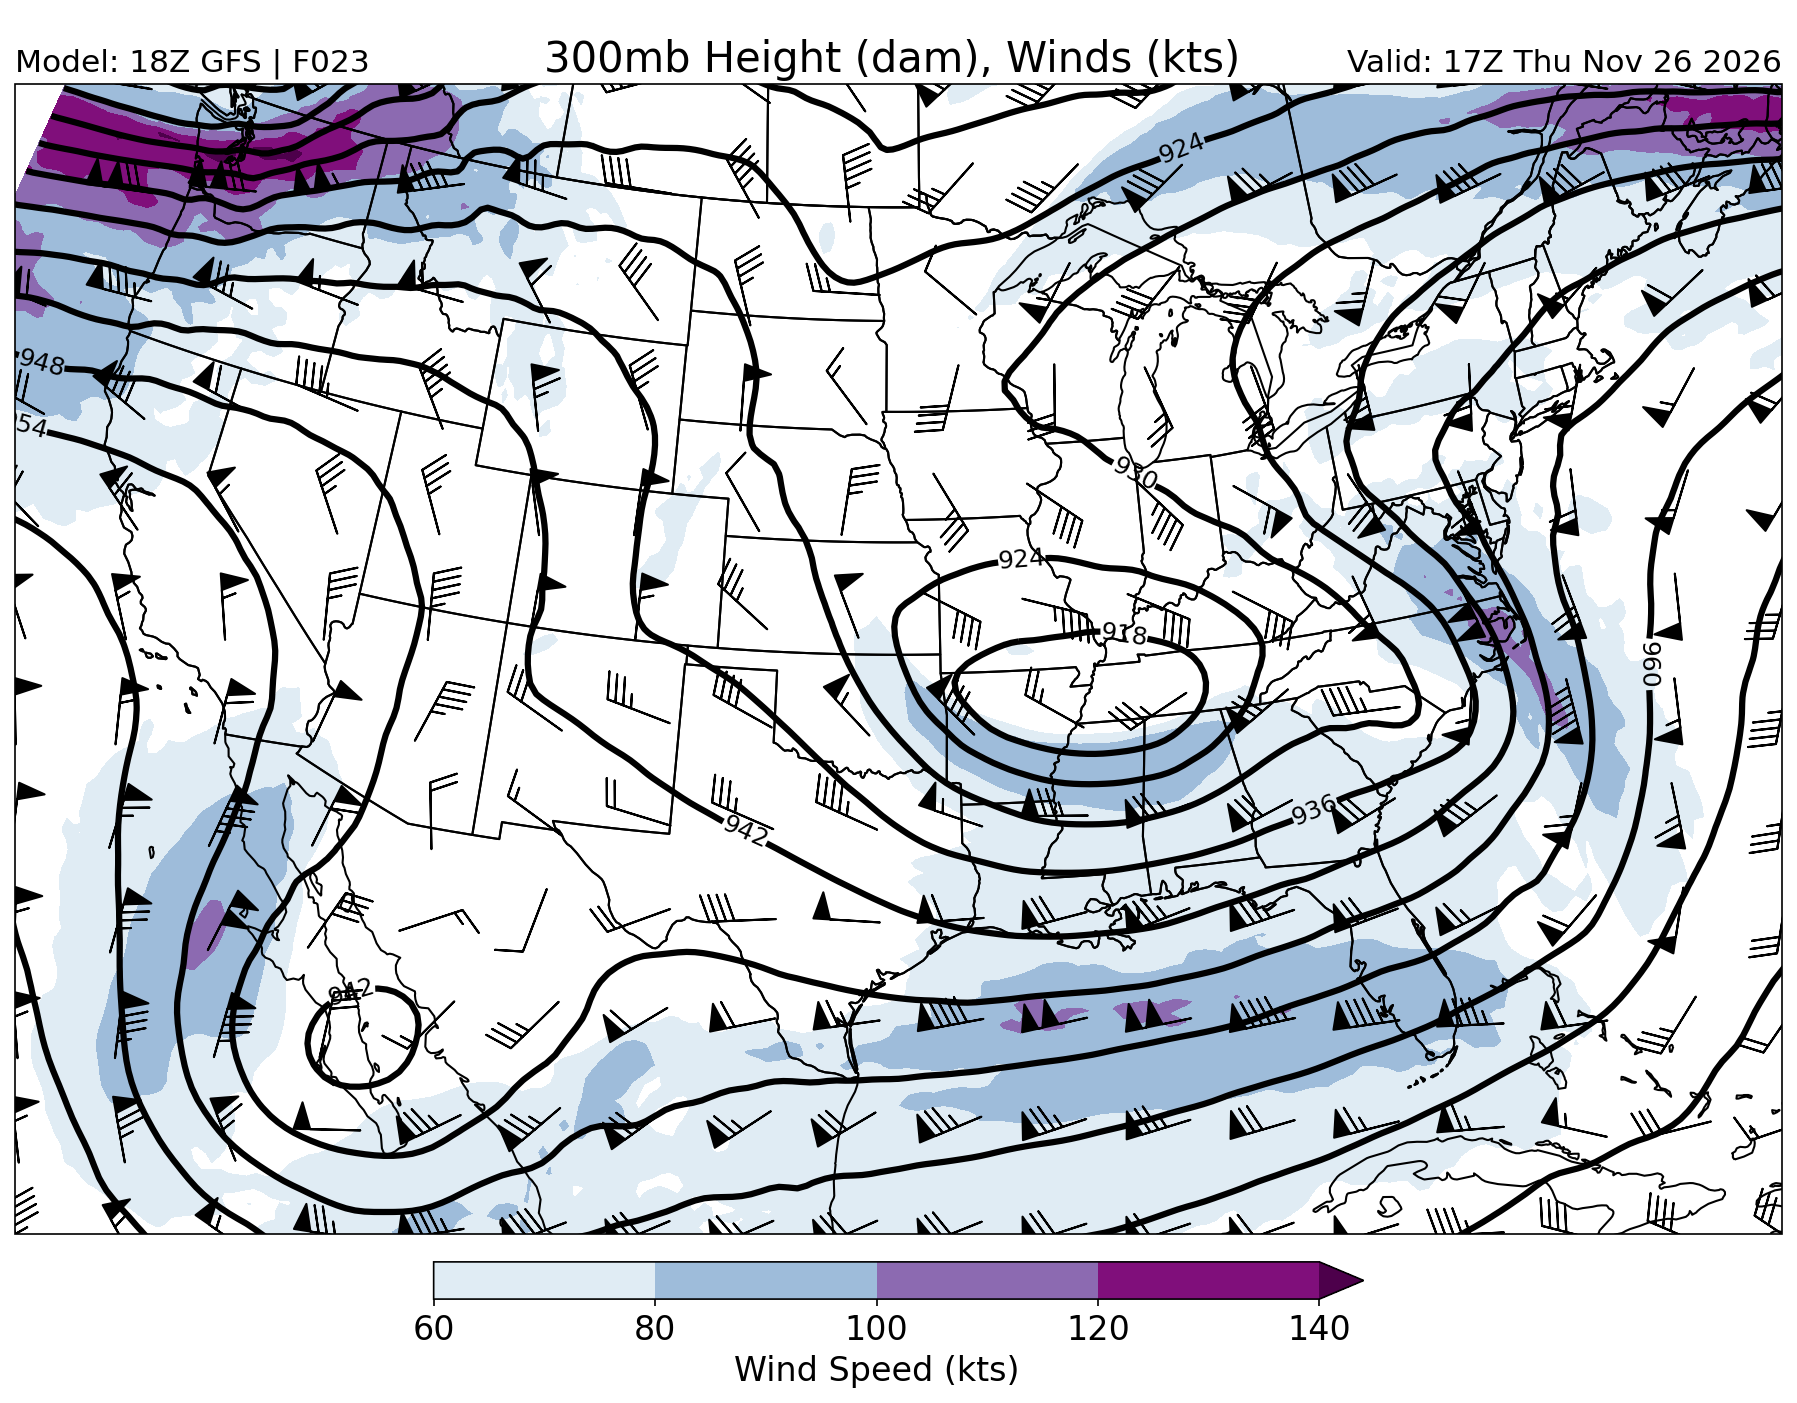 Model: 18Z GFS | F023
300mb Height (dam), Winds (kts)
Valid: 17Z Thu Nov 26 2026
924
948
54
930
924
918
960
936
942
942
60 80 100 120 140
Wind Speed (kts)